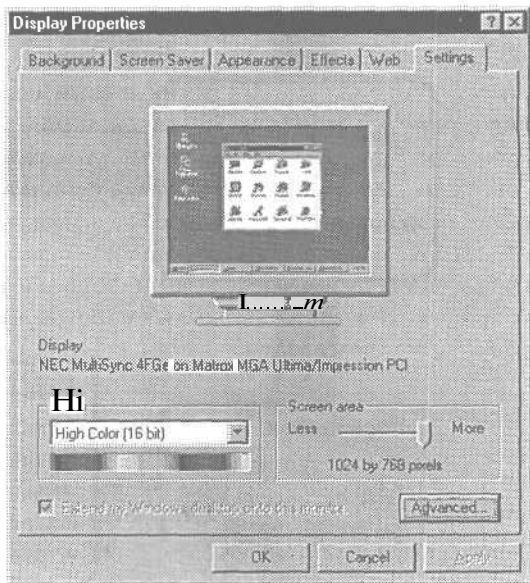 Display Properties
Background Screen Saver Appearance Effects Web Settings
I......._m
Display
NEC MultiSync 4FGe on Matrox MGA Ultima/Impression PCI
Hi
High Color (16 bit)
Screen area
Less More
1024 by 768 pixels
Extend my Windows desktop onto this monitor.
Advanced...
OK Cancel Apply